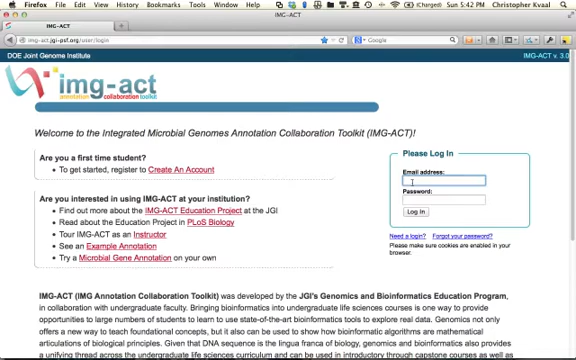 Firefox File Edit View History Bookmarks Tools Window Help (Charged) Sun 5:42 PM Christopher Kvaal
IMG-ACT
IMG-ACT
img-act.jgi-psf.org/user/login
Google
DOE Joint Genome Institute
IMG-ACT v. 3.0
img-act
annotation collaboration toolkit
Welcome to the Integrated Microbial Genomes Annotation Collaboration Toolkit (IMG-ACT)!
Are you a first time student?
• To get started, register to Create An Account
Are you interested in using IMG-ACT at your institution?
• Find out more about the IMG-ACT Education Project at the JGI
• Read about the Education Project in PLoS Biology
• Tour IMG-ACT as an Instructor
• See an Example Annotation
• Try a Microbial Gene Annotation on your own
Please Log In
Email address:
Password:
Log In
Need a login? Forgot your password?
Please make sure cookies are enabled in your
browser.
IMG-ACT (IMG Annotation Collaboration Toolkit) was developed by the JGI's Genomics and Bioinformatics Education Program,
in collaboration with undergraduate faculty. Bringing bioinformatics into undergraduate life sciences courses is one way to provide
opportunities to large numbers of students to learn to use state-of-the-art bioinformatics tools to explore real data. Genomics not only
offers a new way to teach foundational concepts, but it also can be used to show how bioinformatic algorithms are mathematical
articulations of biological principles. Given that DNA sequence is the lingua franca of biology, genomics and bioinformatics also provides
a unifying thread across the undergraduate life sciences curriculum and can be used in introductory through capstone courses as well as